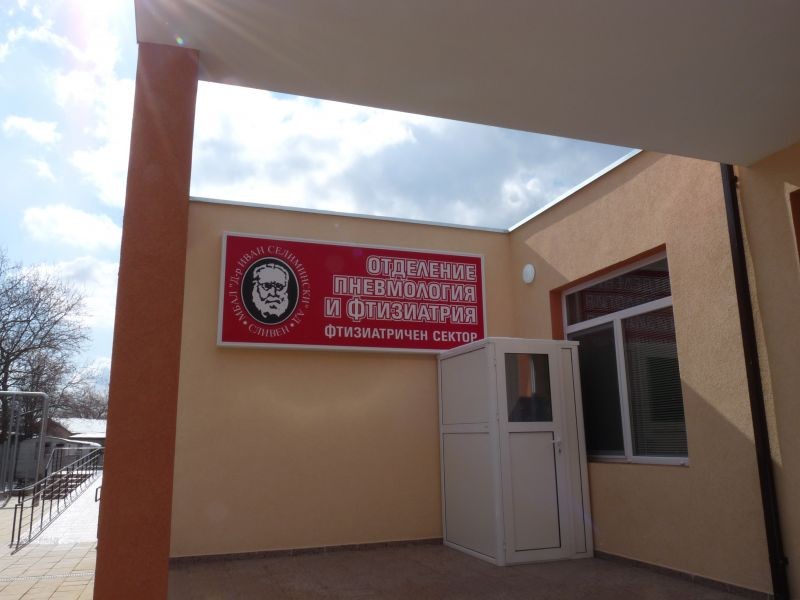 МБАЛ "Д-р ИВАН СЕЛИМИНСКИ" АД
• СЛИВЕН •
ОТДЕЛЕНИЕ
ПНЕВМОЛОГИЯ
И ФТИЗИАТРИЯ
ФТИЗИАТРИЧЕН СЕКТОР